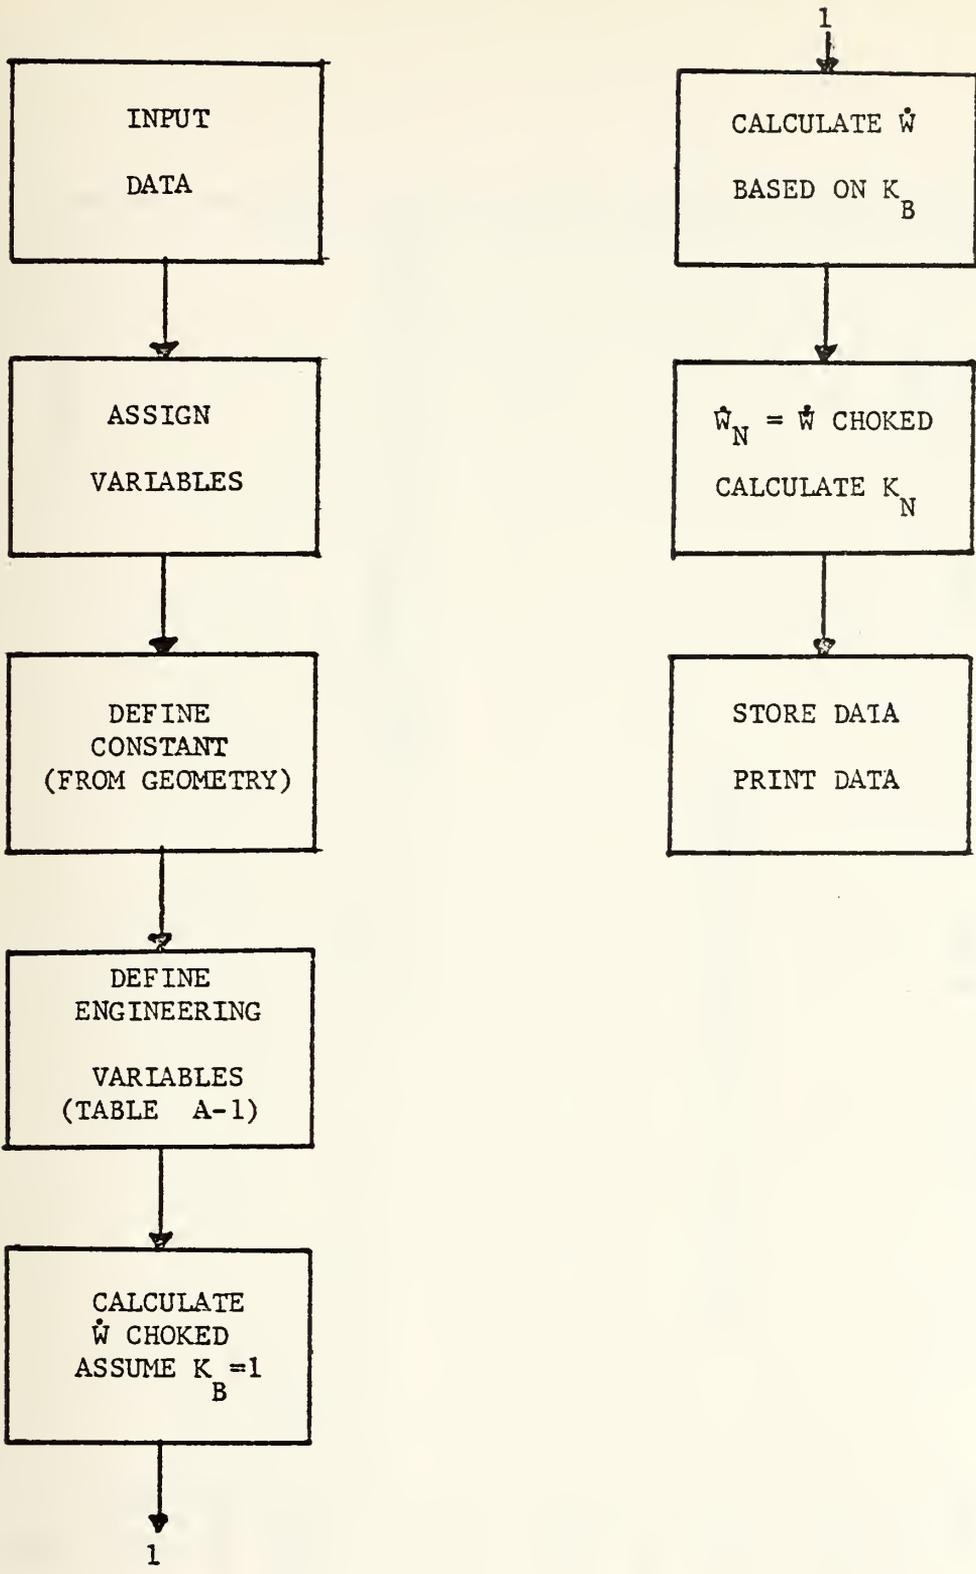 INPUT
DATA
ASSIGN
VARIABLES
DEFINE
CONSTANT
(FROM GEOMETRY)
DEFINE
ENGINEERING
VARIABLES
(TABLE A-1)
CALCULATE
Ẇ CHOKED
ASSUME K_B=1
1
1
CALCULATE Ẇ
BASED ON K_B
Ẇ_N = Ẇ CHOKED
CALCULATE K_N
STORE DATA
PRINT DATA